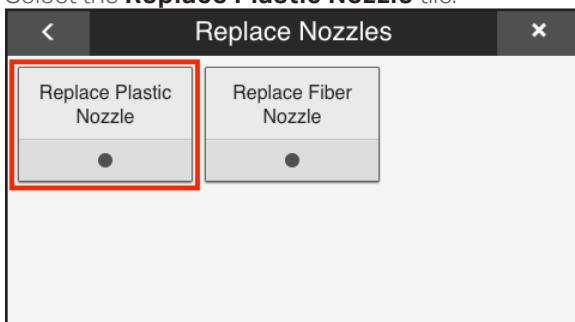 Select the Replace Plastic Nozzle tile.
< Replace Nozzles ×
Replace Plastic
Nozzle
Replace Fiber
Nozzle